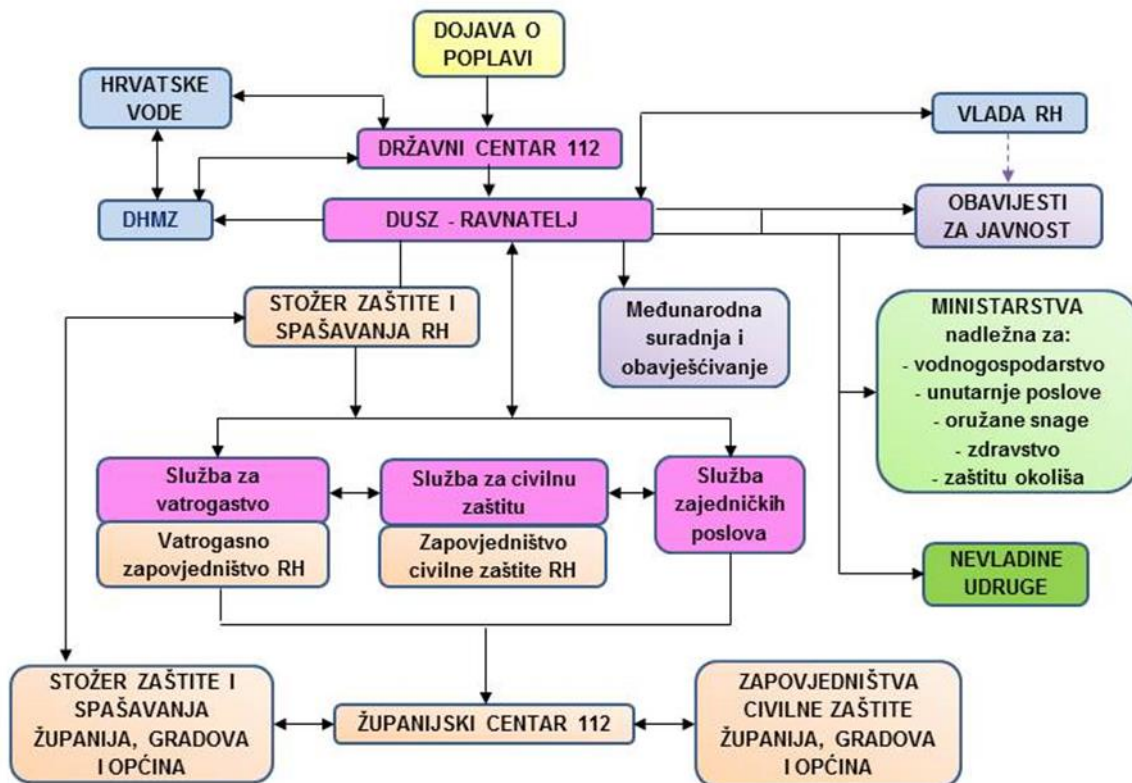 DOJAVA O
POPLAVI
HRVATSKE
VODE
VLADA RH
DRŽAVNI CENTAR 112
DHMZ
DUSZ - RAVNATELJ
OBAVIJESTI
ZA JAVNOST
STOŽER ZAŠTITE I
SPAŠAVANJA RH
Međunarodna
suradnja i
obavješćivanje
MINISTARSTVA
nadležna za:
- vodnogospodarstvo
- unutarnje poslove
- oružane snage
- zdravstvo
- zaštitu okoliša
Služba za
vatrogastvo
Vatrogasno
zapovjedništvo RH
Služba za civilnu
zaštitu
Zapovjedništvo
civilne zaštite RH
Služba
zajedničkih
poslova
NEVLADINE
UDRUGE
STOŽER ZAŠTITE I
SPAŠAVANJA
ŽUPANIJA, GRADOVA
I OPĆINA
ŽUPANIJSKI CENTAR 112
ZAPOVJEDNIŠTVA
CIVILNE ZAŠTITE
ŽUPANIJA, GRADOVA
I OPĆINA